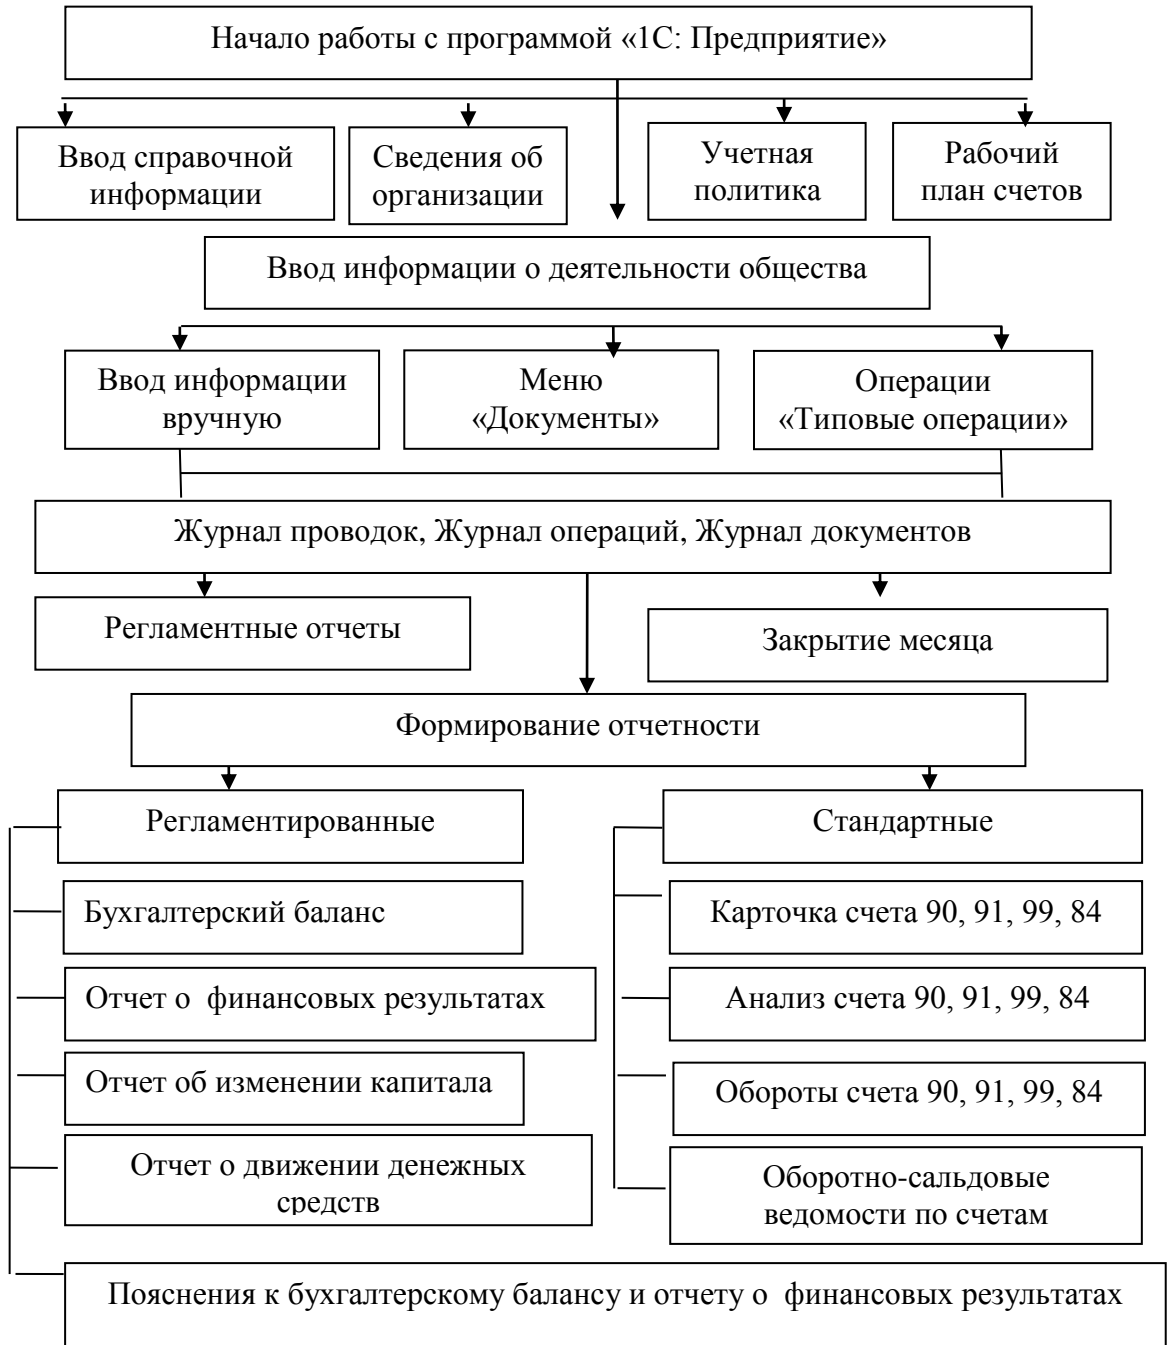 Начало работы с программой «1С: Предприятие»
Ввод справочной
информации
Сведения об
организации
Учетная
политика
Рабочий
план счетов
Ввод информации о деятельности общества
Ввод информации
вручную
Меню
«Документы»
Операции
«Типовые операции»
Журнал проводок, Журнал операций, Журнал документов
Регламентные отчеты
Закрытие месяца
Формирование отчетности
Регламентированные
Бухгалтерский баланс
Отчет о финансовых результатах
Отчет об изменении капитала
Отчет о движении денежных
средств
Стандартные
Карточка счета 90, 91, 99, 84
Анализ счета 90, 91, 99, 84
Обороты счета 90, 91, 99, 84
Оборотно-сальдовые
ведомости по счетам
Пояснения к бухгалтерскому балансу и отчету о финансовых результатах